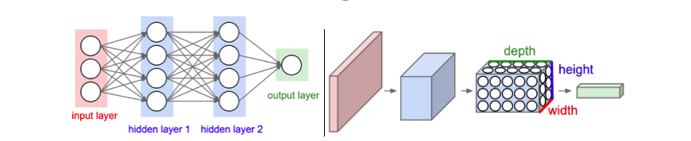 input layer
hidden layer 1
hidden layer 2
output layer
depth
height
width